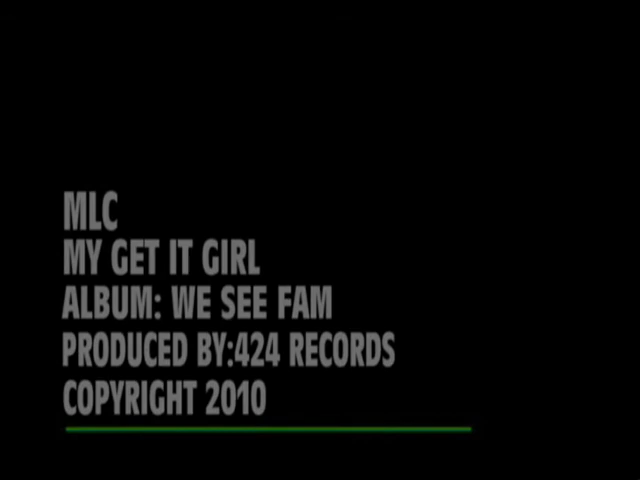 MLC
MY GET IT GIRL
ALBUM: WE SEE FAM
PRODUCED BY:424 RECORDS
COPYRIGHT 2010